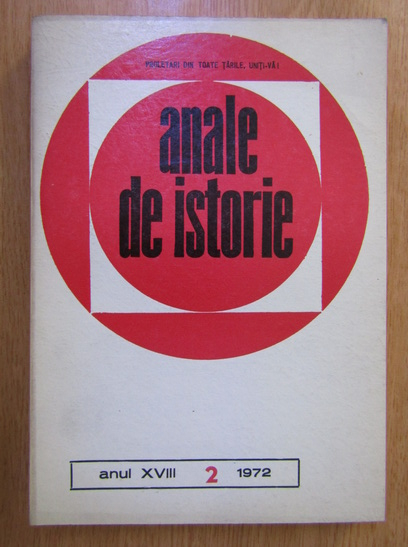 PROLETARI DIN TOATE ȚĂRILE, UNIȚI-VĂ!
anale
de istorie
anul XVIII 2 1972